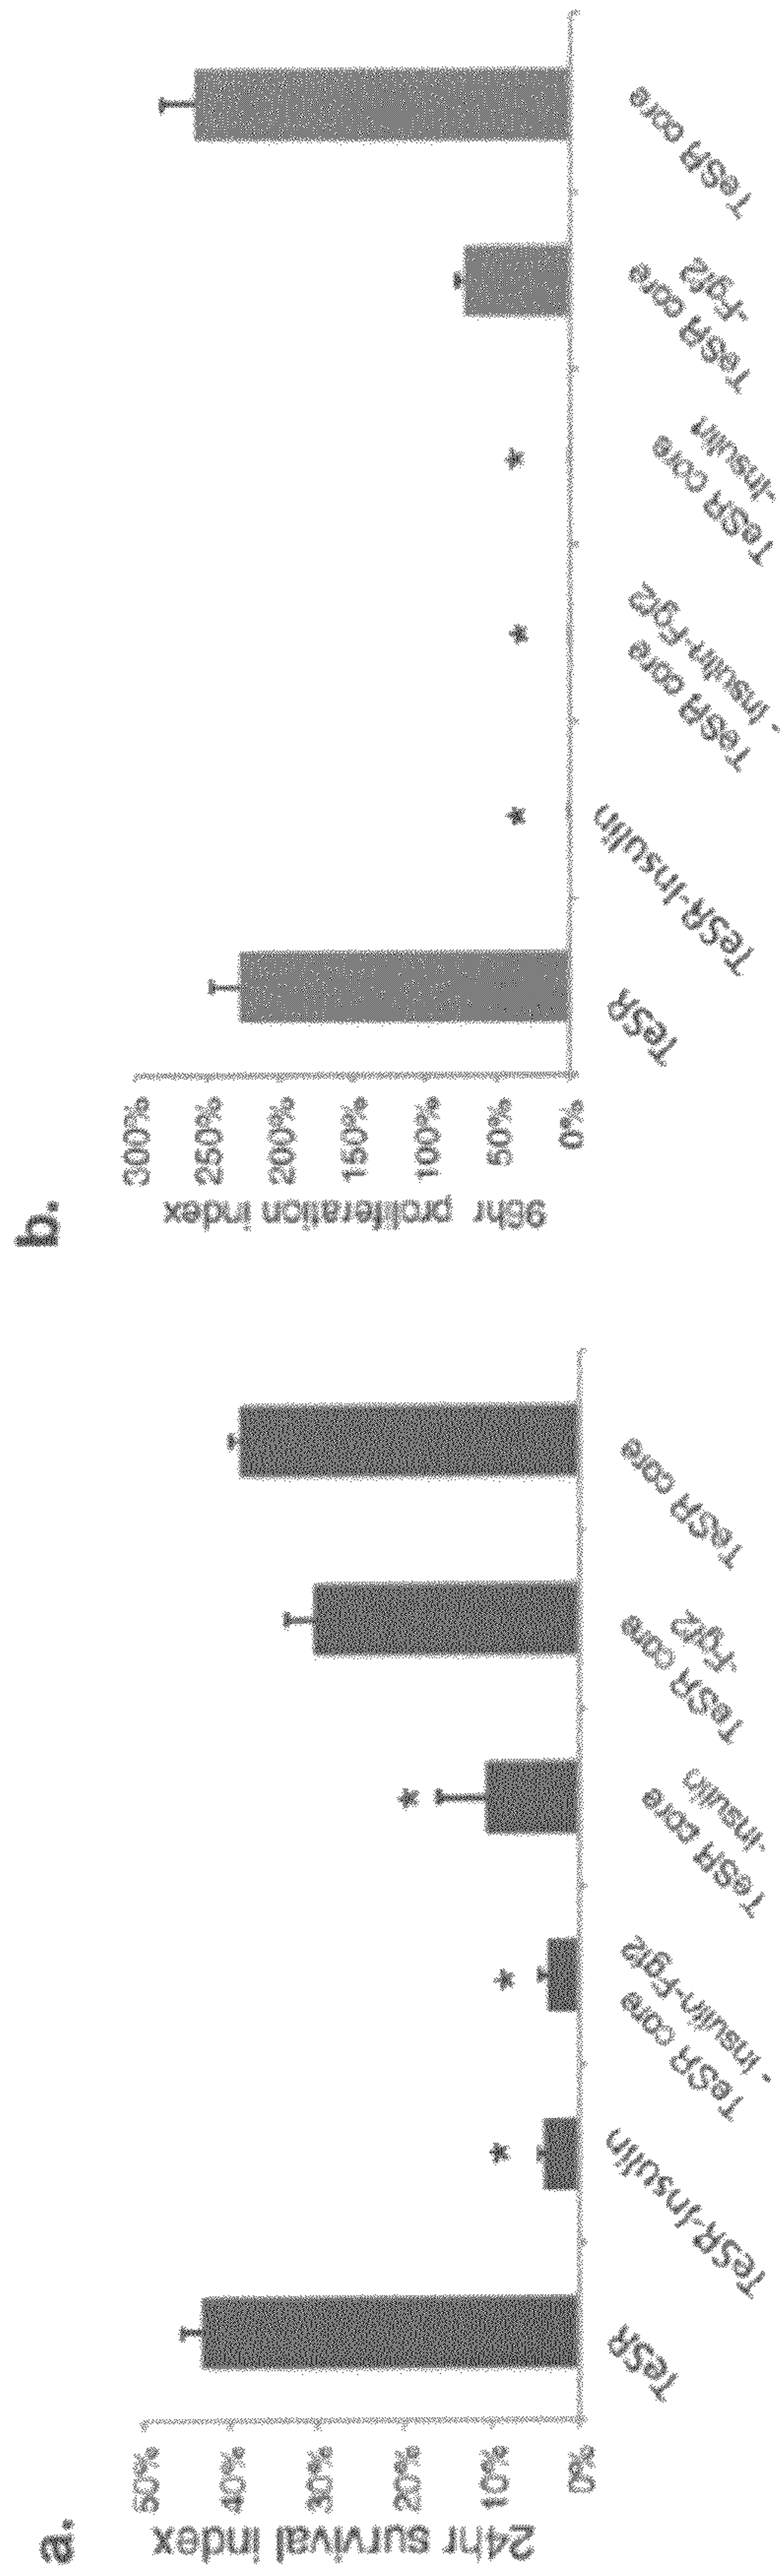 a.
24hr survival index
50%
40%
30%
20%
10%
0%
TeSR
TeSR-Insulin
TeSR core
- Insulin-Fgf2
TeSR core
-Insulin
TeSR core
-Fgf2
TeSR core
*
*
*
b.
96hr proliferation index
300%
250%
200%
150%
100%
50%
0%
TeSR
TeSR-Insulin
TeSR core
- Insulin-Fgf2
TeSR core
-Insulin
TeSR core
-Fgf2
TeSR core
*
*
*